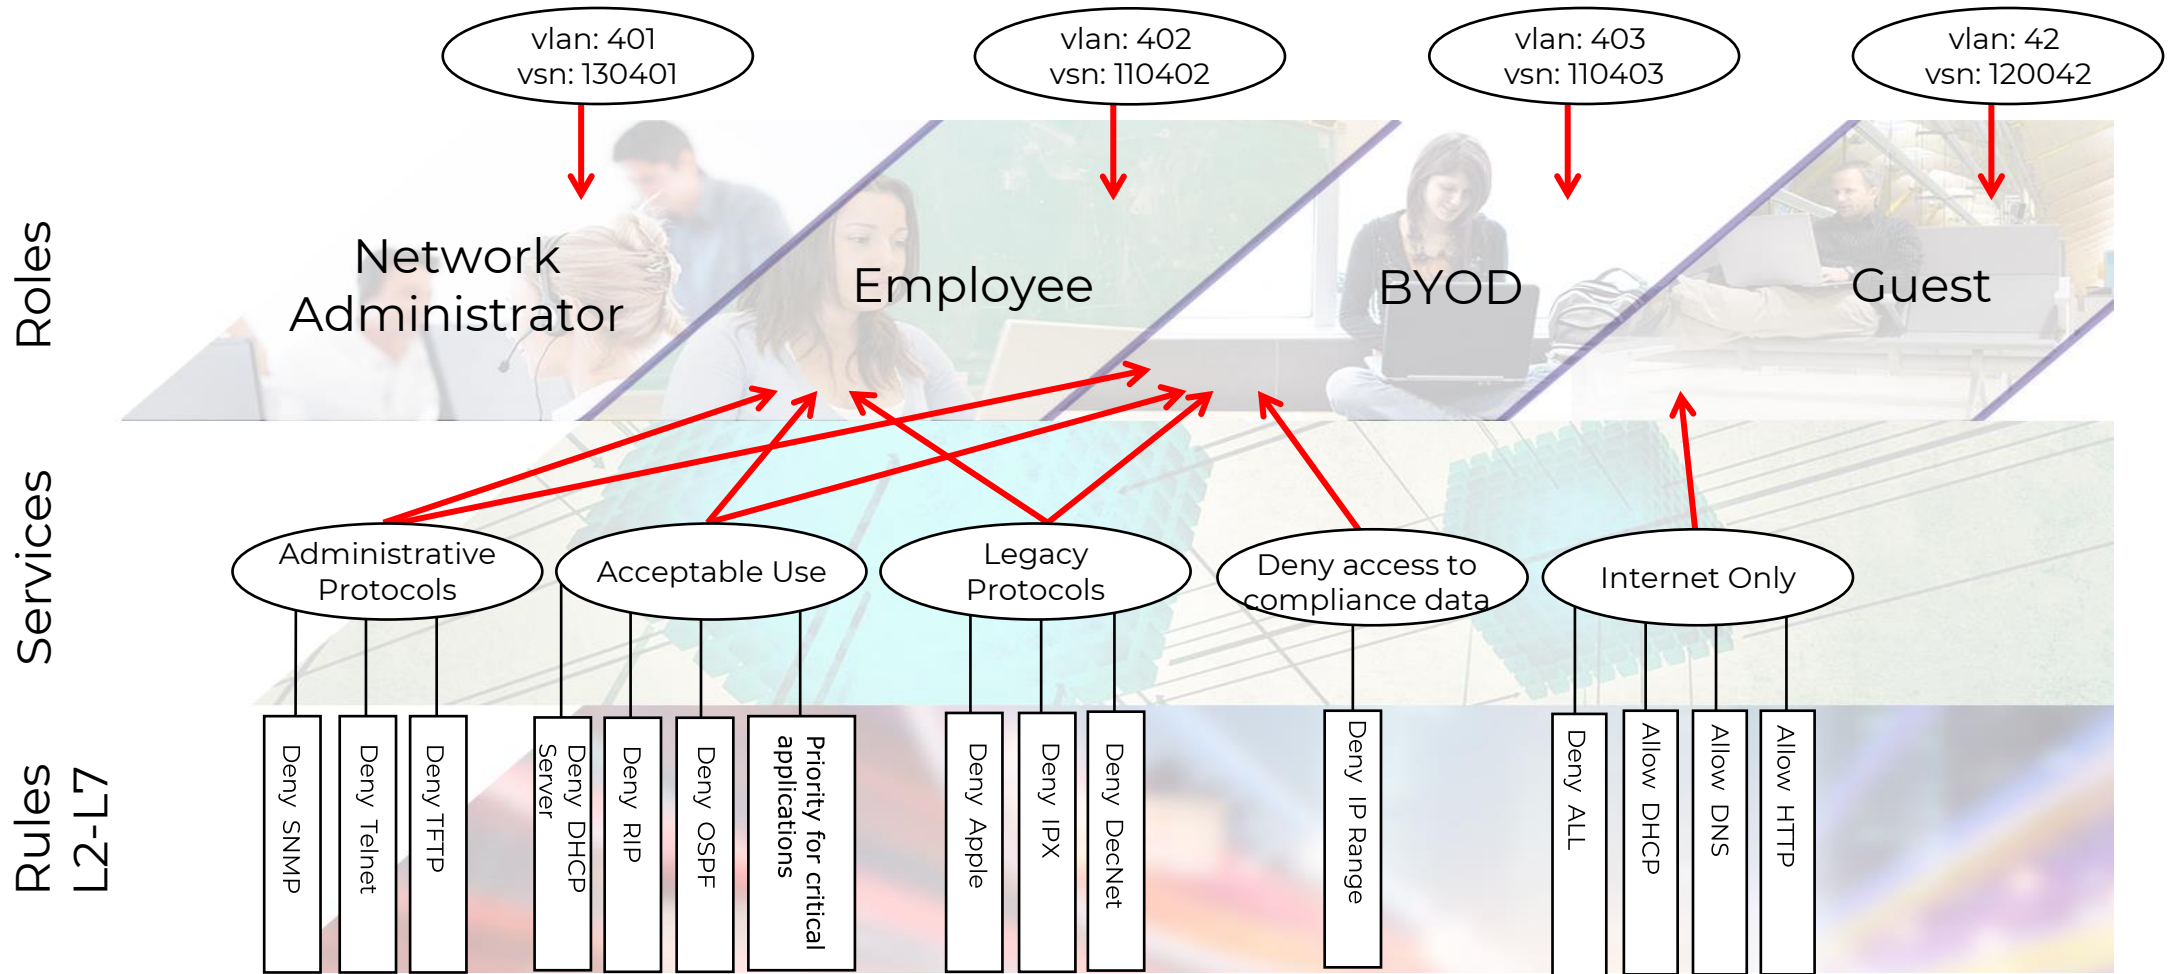 vlan: 401
vsn: 130401
vlan: 402
vsn: 110402
vlan: 403
vsn: 110403
vlan: 42
vsn: 120042
Roles
Network
Administrator
Employee
BYOD
Guest
Services
Administrative
Protocols
Acceptable Use
Legacy
Protocols
Deny access to
compliance data
Internet Only
Rules
L2-L7
Deny SNMP
Deny Telnet
Deny TFTP
Deny DHCP
Server
Deny RIP
Deny OSPF
Priority for critical
applications
Deny Apple
Deny IPX
Deny DecNet
Deny IP Range
Deny ALL
Allow DHCP
Allow DNS
Allow HTTP